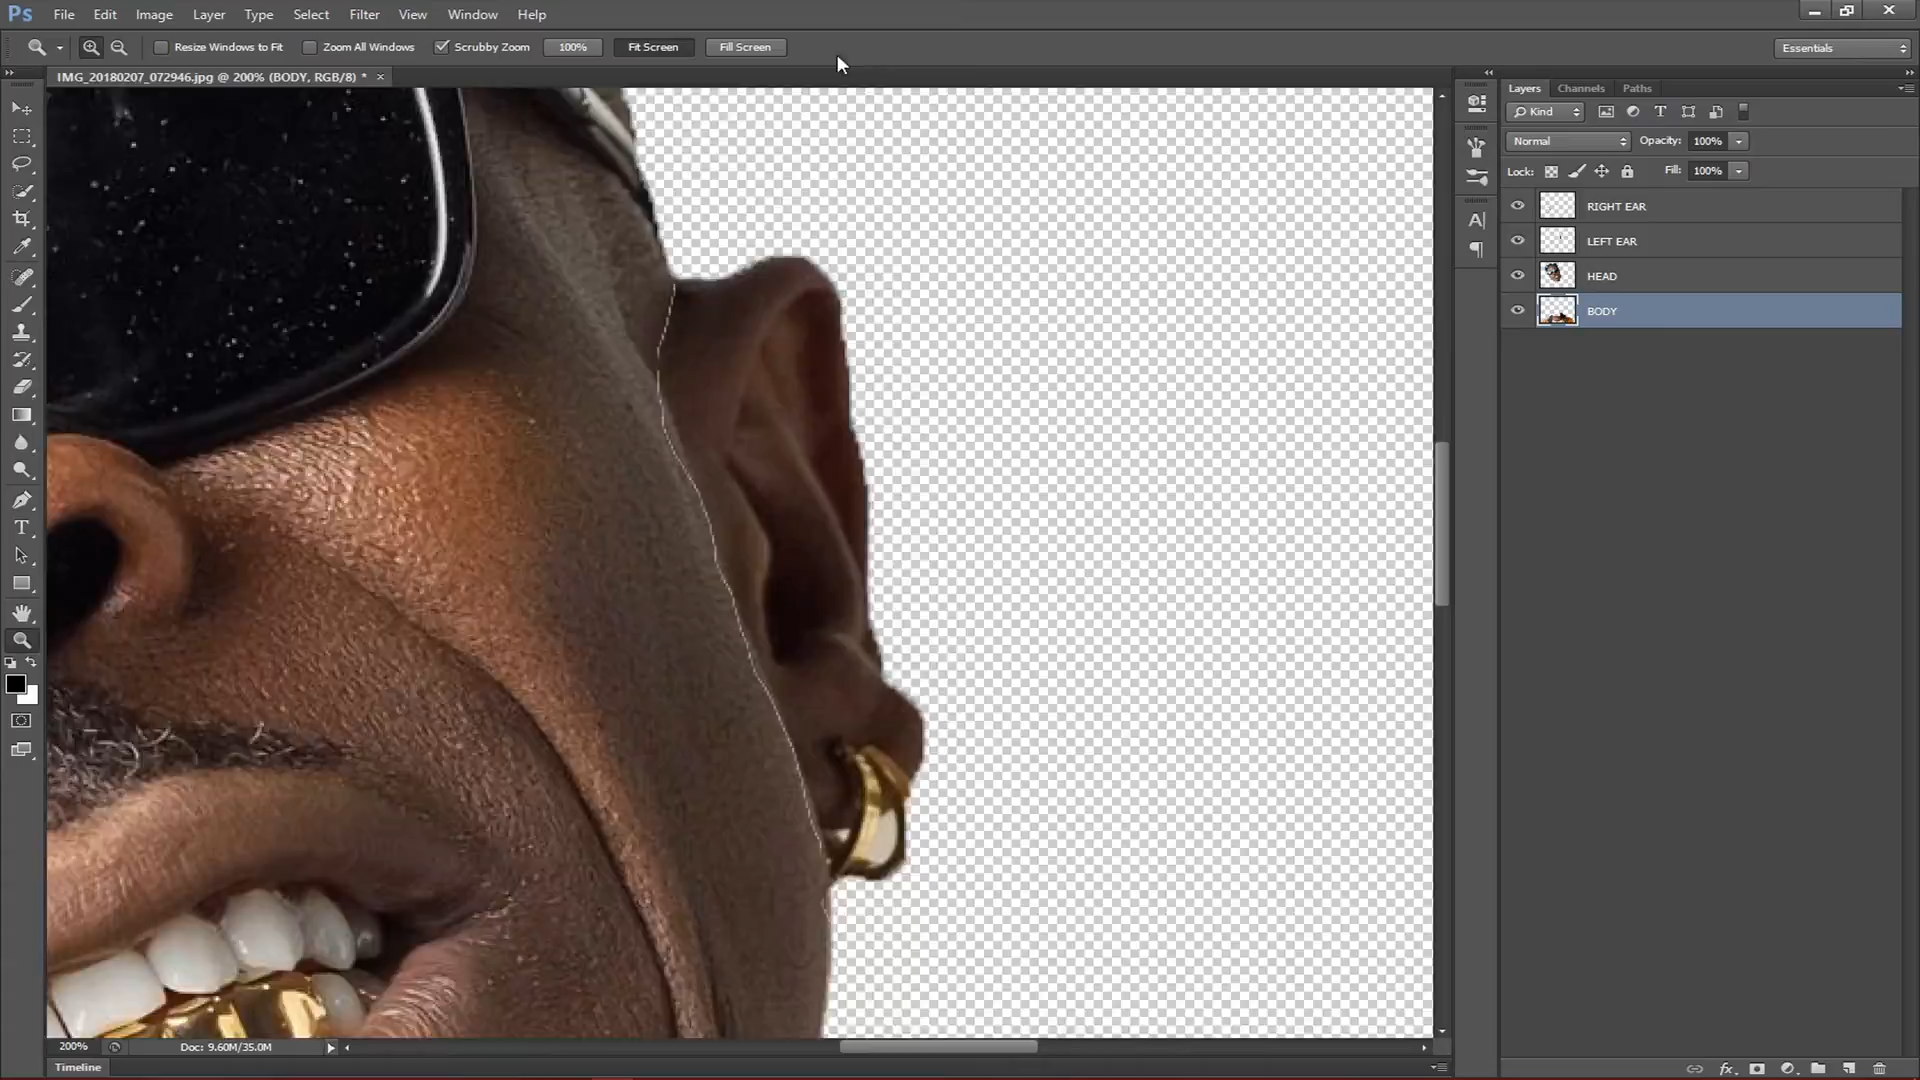 Ps File Edit Image Layer Type Select Filter View Window Help
Resize Windows to Fit Zoom All Windows Scrubby Zoom 100% Fit Screen Fill Screen Essentials
IMG_20180207_072946.jpg @ 200% (BODY, RGB/8) * ×
Layers Channels Paths
Kind
Normal Opacity: 100%
Lock: Fill: 100%
RIGHT EAR
LEFT EAR
HEAD
BODY
200% Doc: 9.60M/35.0M
Timeline